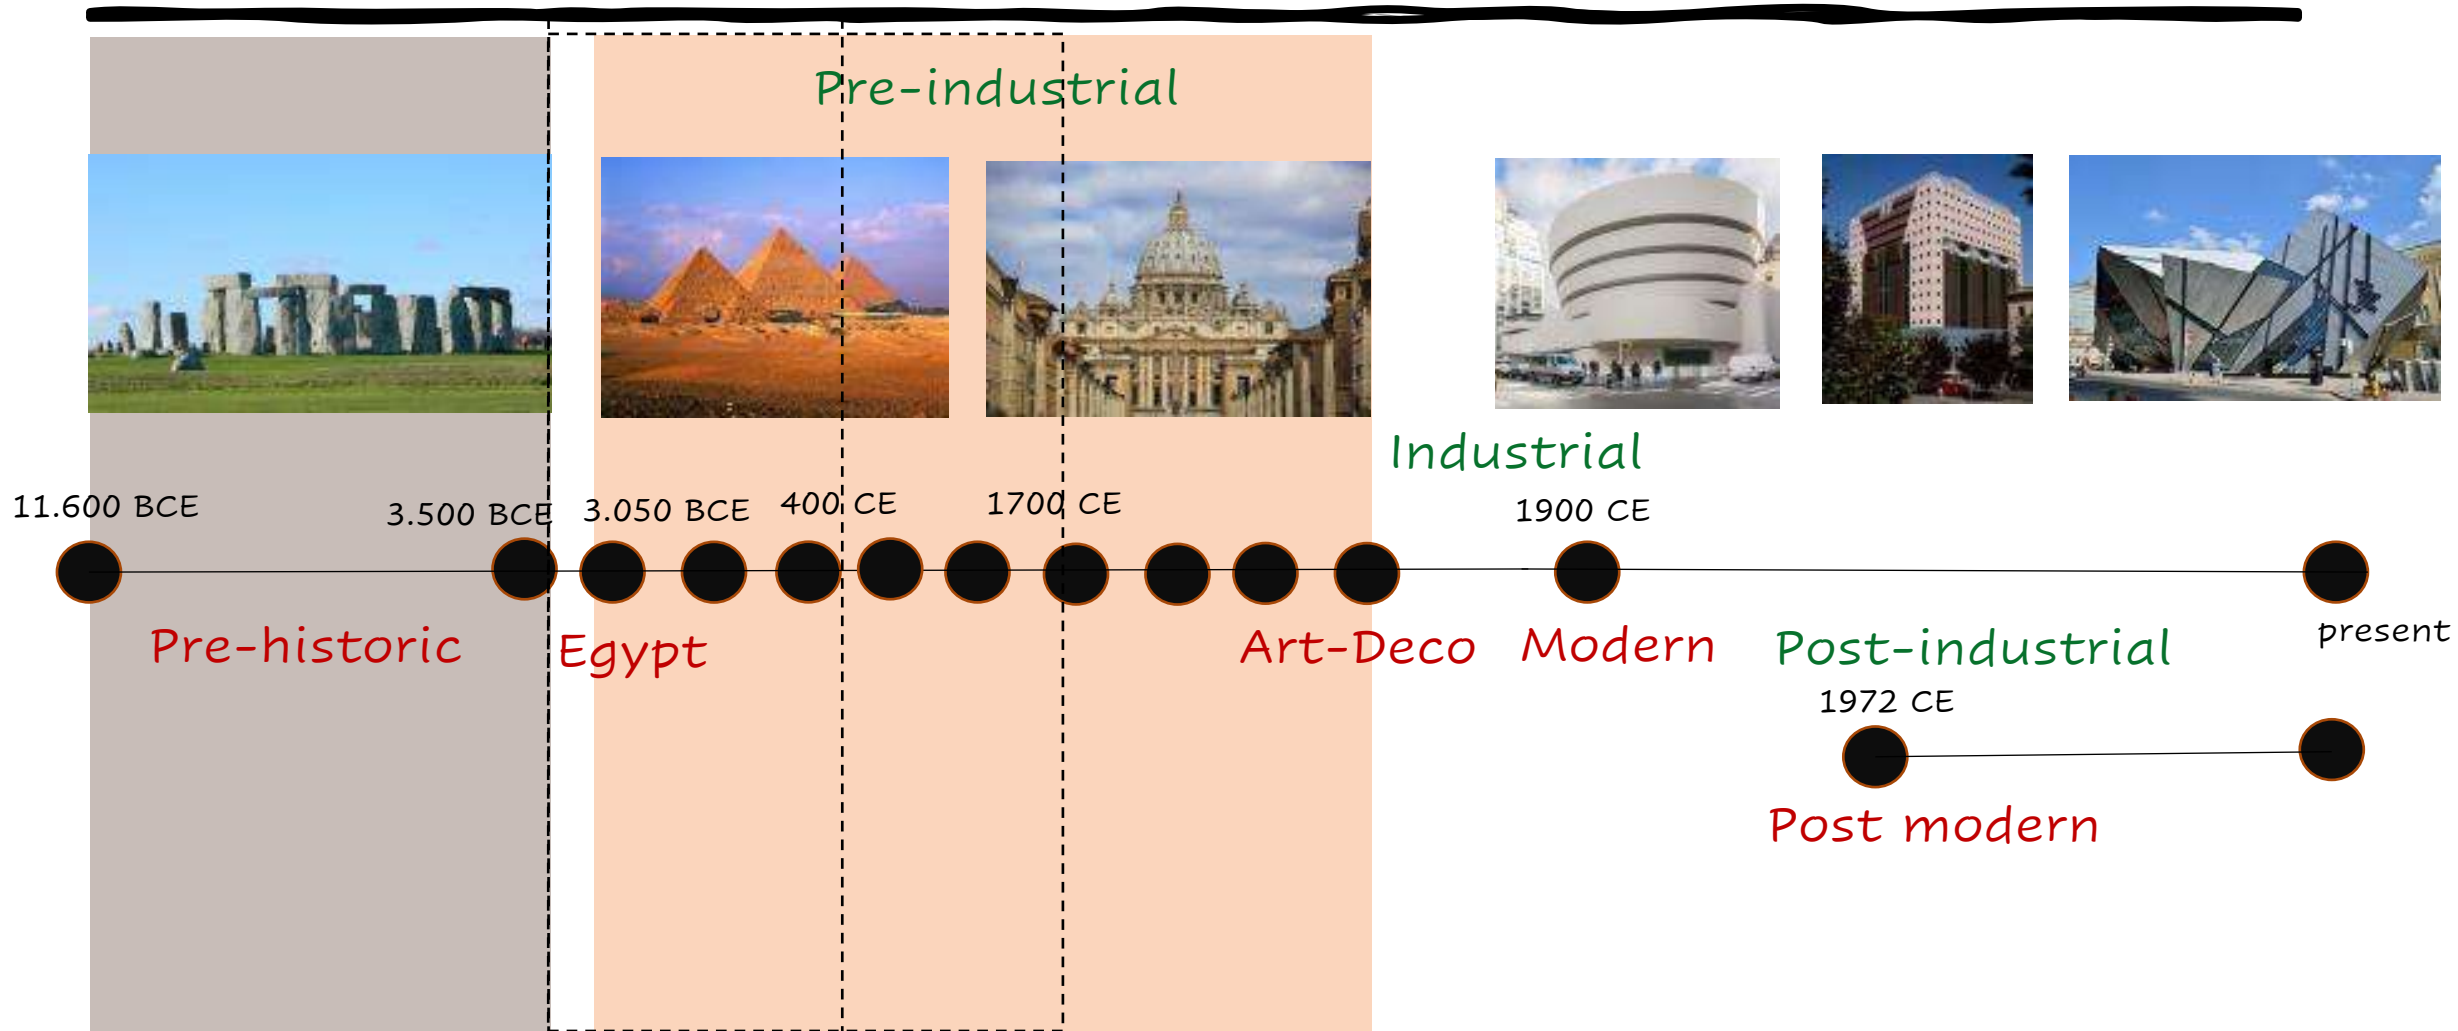 Pre-industrial
Industrial
11.600 BCE
3.500 BCE
3.050 BCE
400 CE
1700 CE
1900 CE
Pre-historic
Egypt
Art-Deco
Modern
Post-industrial
present
1972 CE
Post modern